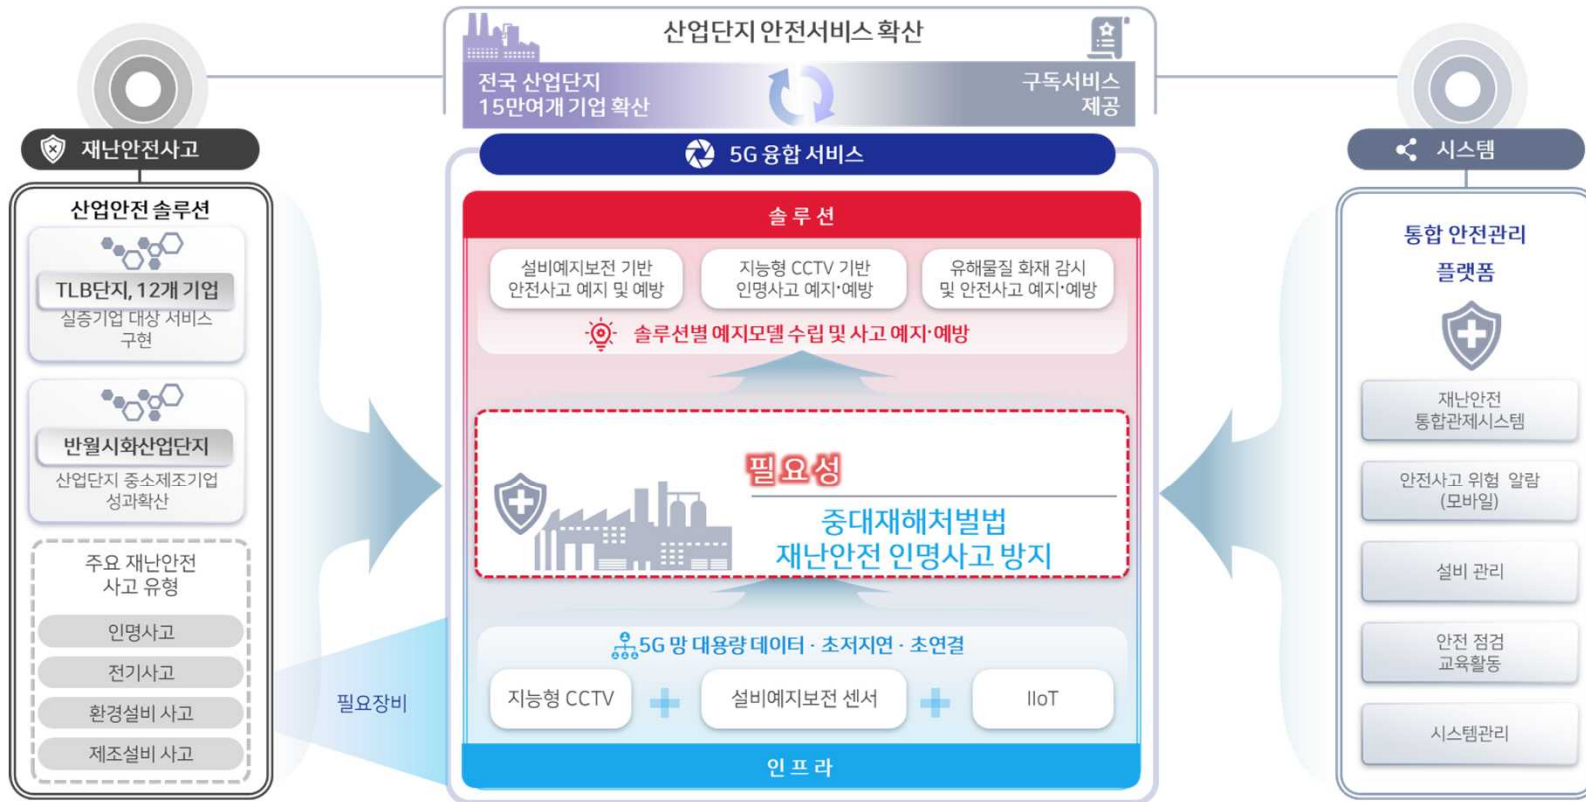 산업단지 안전서비스 확산
전국 산업단지
15만여개 기업 확산
구독서비스
제공
재난안전사고
산업안전 솔루션
TLB단지, 12개 기업
실증기업 대상 서비스
구현
반월시화산업단지
산업단지 중소제조기업
성과확산
주요 재난안전
사고 유형
인명사고
전기사고
환경설비 사고
제조설비 사고
필요장비
5G 융합 서비스
솔루션
설비예지보전 기반
안전사고 예지 및 예방
지능형 CCTV 기반
인명사고 예지·예방
유해물질 화재 감시
및 안전사고 예지·예방
솔루션별 예지모델 수립 및 사고 예지·예방
필요성
중대재해처벌법
재난안전 인명사고 방지
5G 망 대용량 데이터 · 초저지연 · 초연결
지능형 CCTV
설비예지보전 센서
IIoT
인프라
시스템
통합 안전관리
플랫폼
재난안전
통합관제시스템
안전사고 위험 알람
(모바일)
설비 관리
안전 점검
교육활동
시스템관리